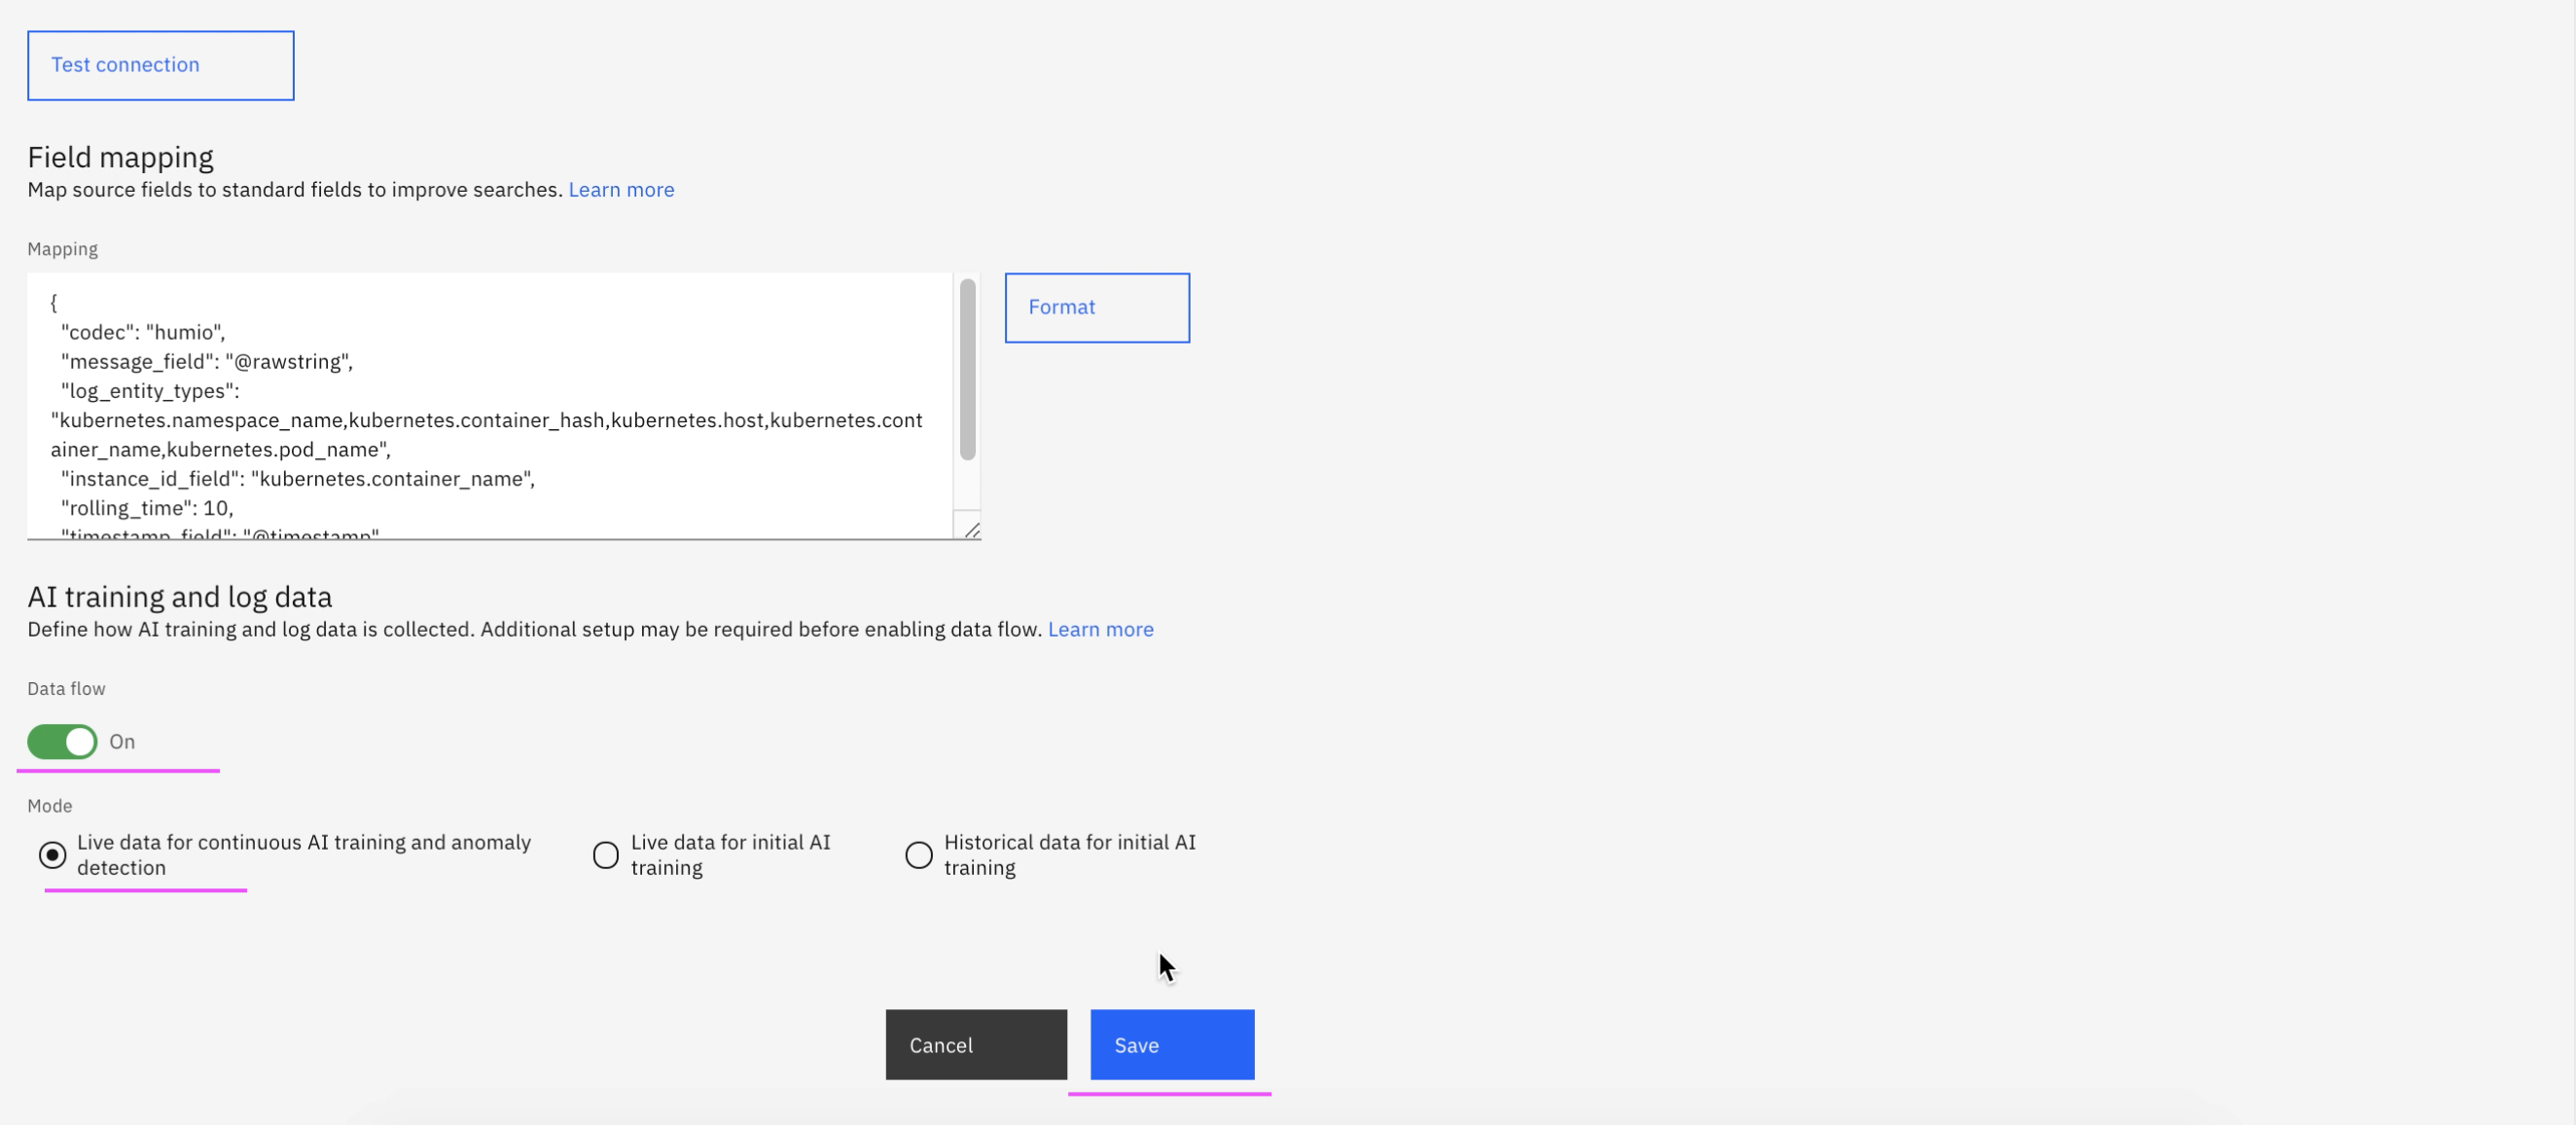 Test connection
Field mapping
Map source fields to standard fields to improve searches. Learn more
Mapping
{
"codec": "humio",
"message_field": "@rawstring",
"log_entity_types":
"kubernetes.namespace_name,kubernetes.container_hash,kubernetes.host,kubernetes.cont
ainer_name,kubernetes.pod_name",
"instance_id_field": "kubernetes.container_name",
"rolling_time": 10,
"timestamp_field": "@timestamp"
Format
AI training and log data
Define how AI training and log data is collected. Additional setup may be required before enabling data flow. Learn more
Data flow
On
Mode
Live data for continuous AI training and anomaly
detection
Live data for initial AI
training
Historical data for initial AI
training
Cancel
Save